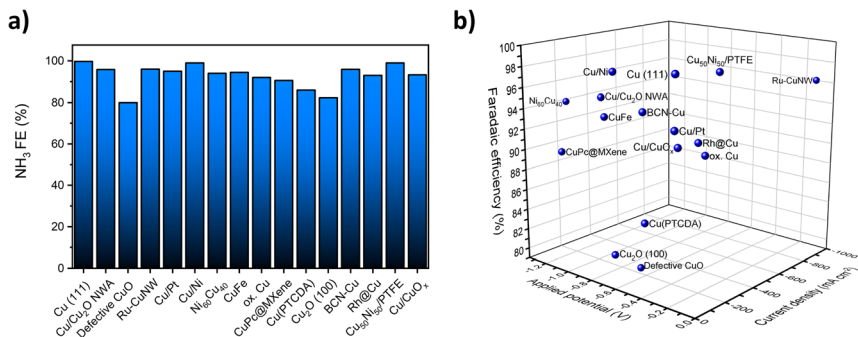 a)
NH₃ FE (%)
100
80
60
40
20
0
Cu (111)
Cu/Cu₂O NWA
Defective CuO
Ru-CuNW
Cu/Pt
Cu/Ni
Ni₆₀Cu₄₀
CuFe
ox. Cu
CuPc@MXene
Cu(PTCDA)
Cu₂O (100)
BCN-Cu
Rh@Cu
Cu₅₀Ni₅₀/PTFE
Cu/CuOₓ
b)
Faradaic efficiency (%)
100
98
96
94
92
90
88
86
84
82
80
Cu/Ni
Cu (111)
Cu₅₀Ni₅₀/PTFE
Ru-CuNW
Ni₆₀Cu₄₀
Cu/Cu₂O NWA
CuFe
BCN-Cu
Cu/Pt
CuPc@MXene
Cu/CuOₓ
Rh@Cu
ox. Cu
Cu(PTCDA)
Cu₂O (100)
Defective CuO
-1.2
-1.0
-0.8
-0.6
-0.4
-0.2
0.0
Applied potential (V)
0
-200
-400
-600
-800
-1000
Current density (mA cm⁻²)